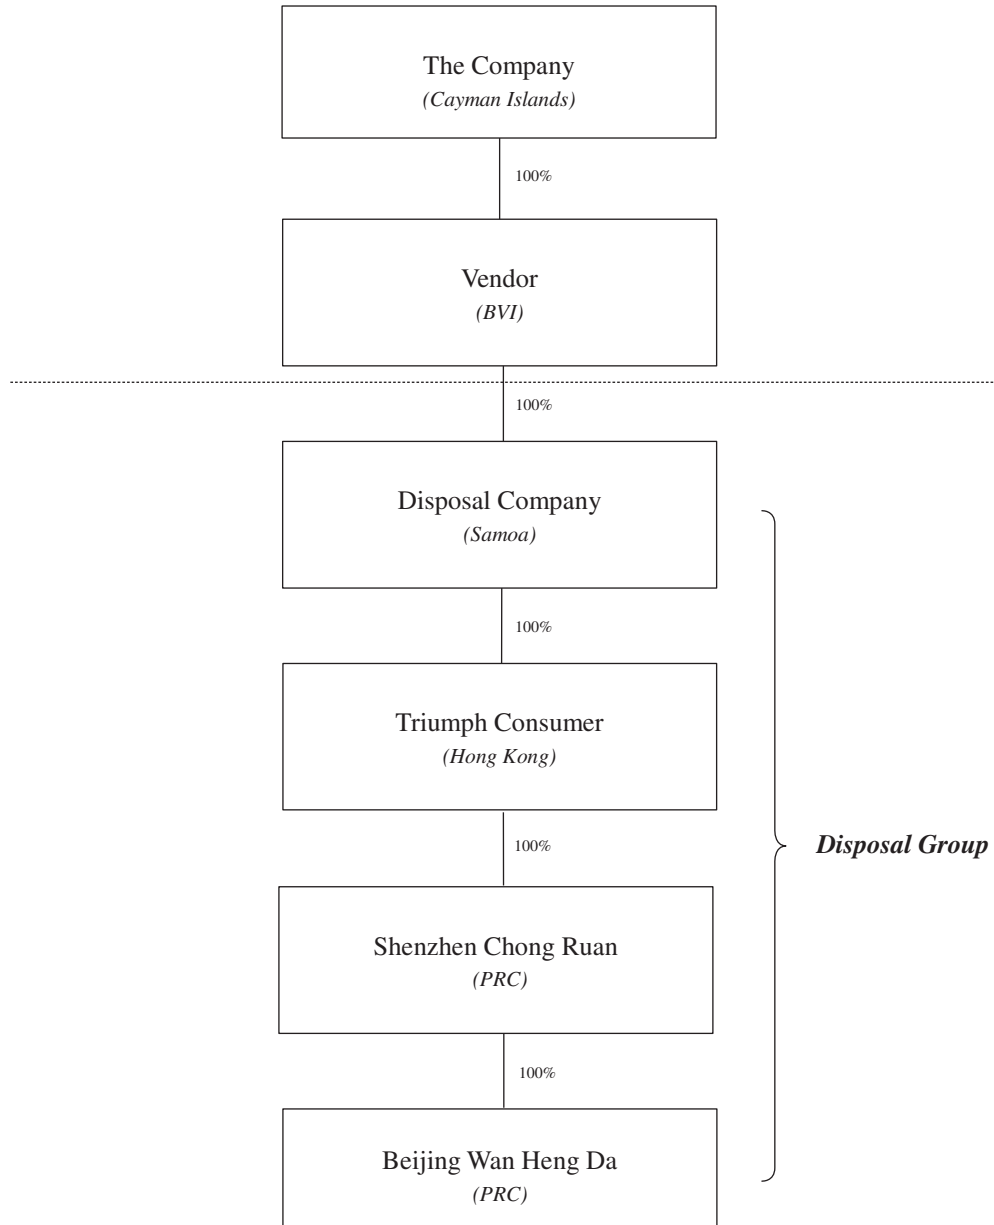 The Company
(Cayman Islands)
100%
Vendor
(BVI)
100%
Disposal Company
(Samoa)
100%
Triumph Consumer
(Hong Kong)
100%
Disposal Group
Shenzhen Chong Ruan
(PRC)
100%
Beijing Wan Heng Da
(PRC)